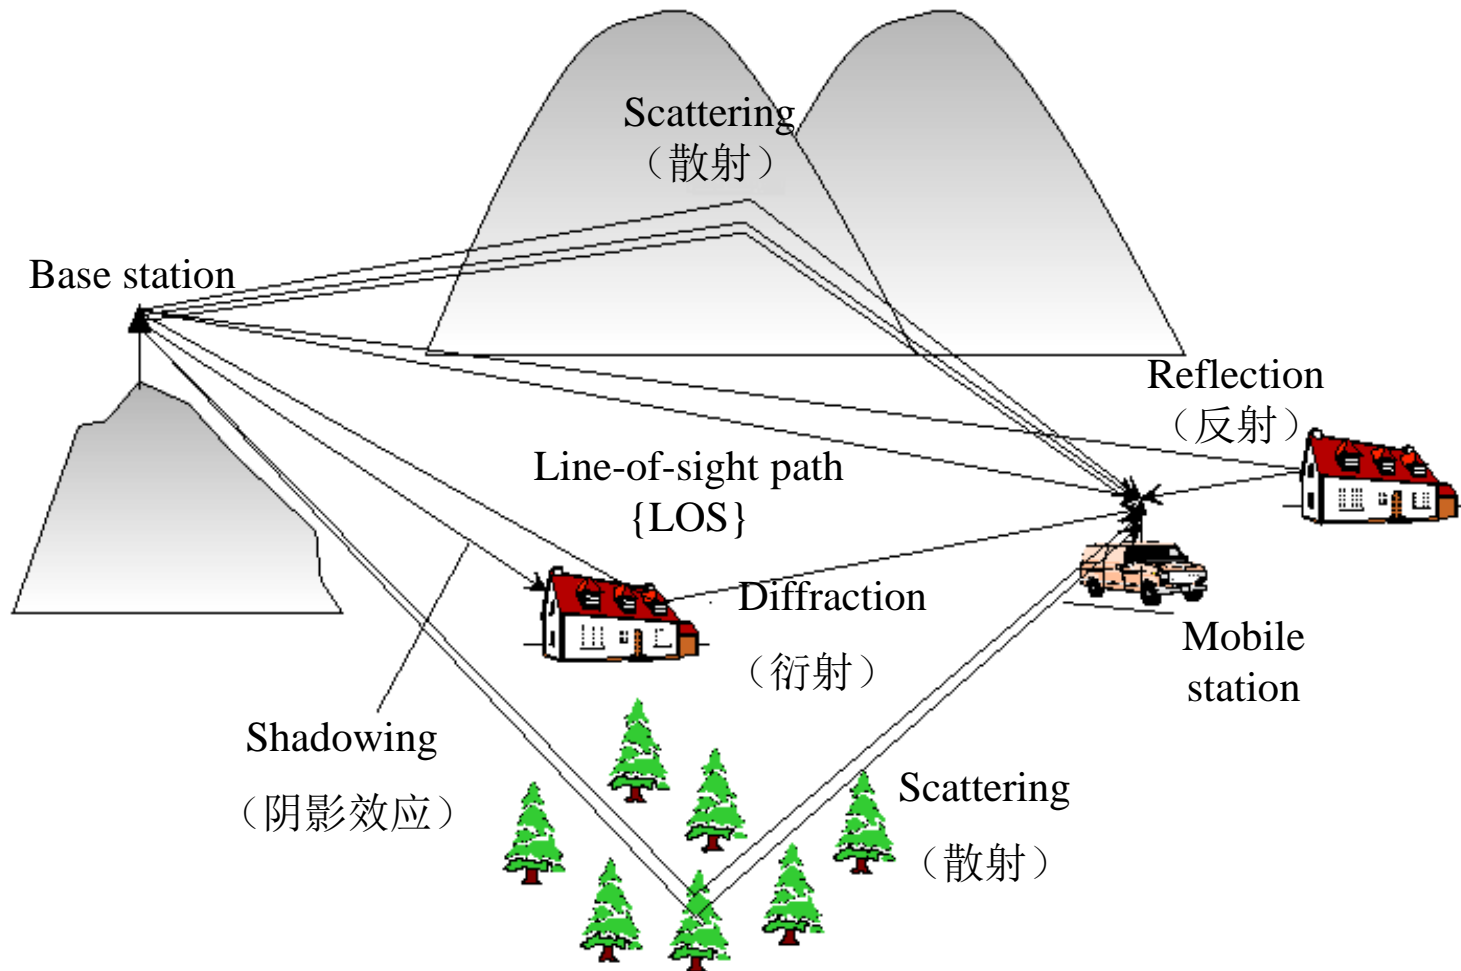 Scattering
（散射）
Base station
Reflection
（反射）
Line-of-sight path
{LOS}
Diffraction
（衍射）
Mobile
station
Shadowing
（阴影效应）
Scattering
（散射）